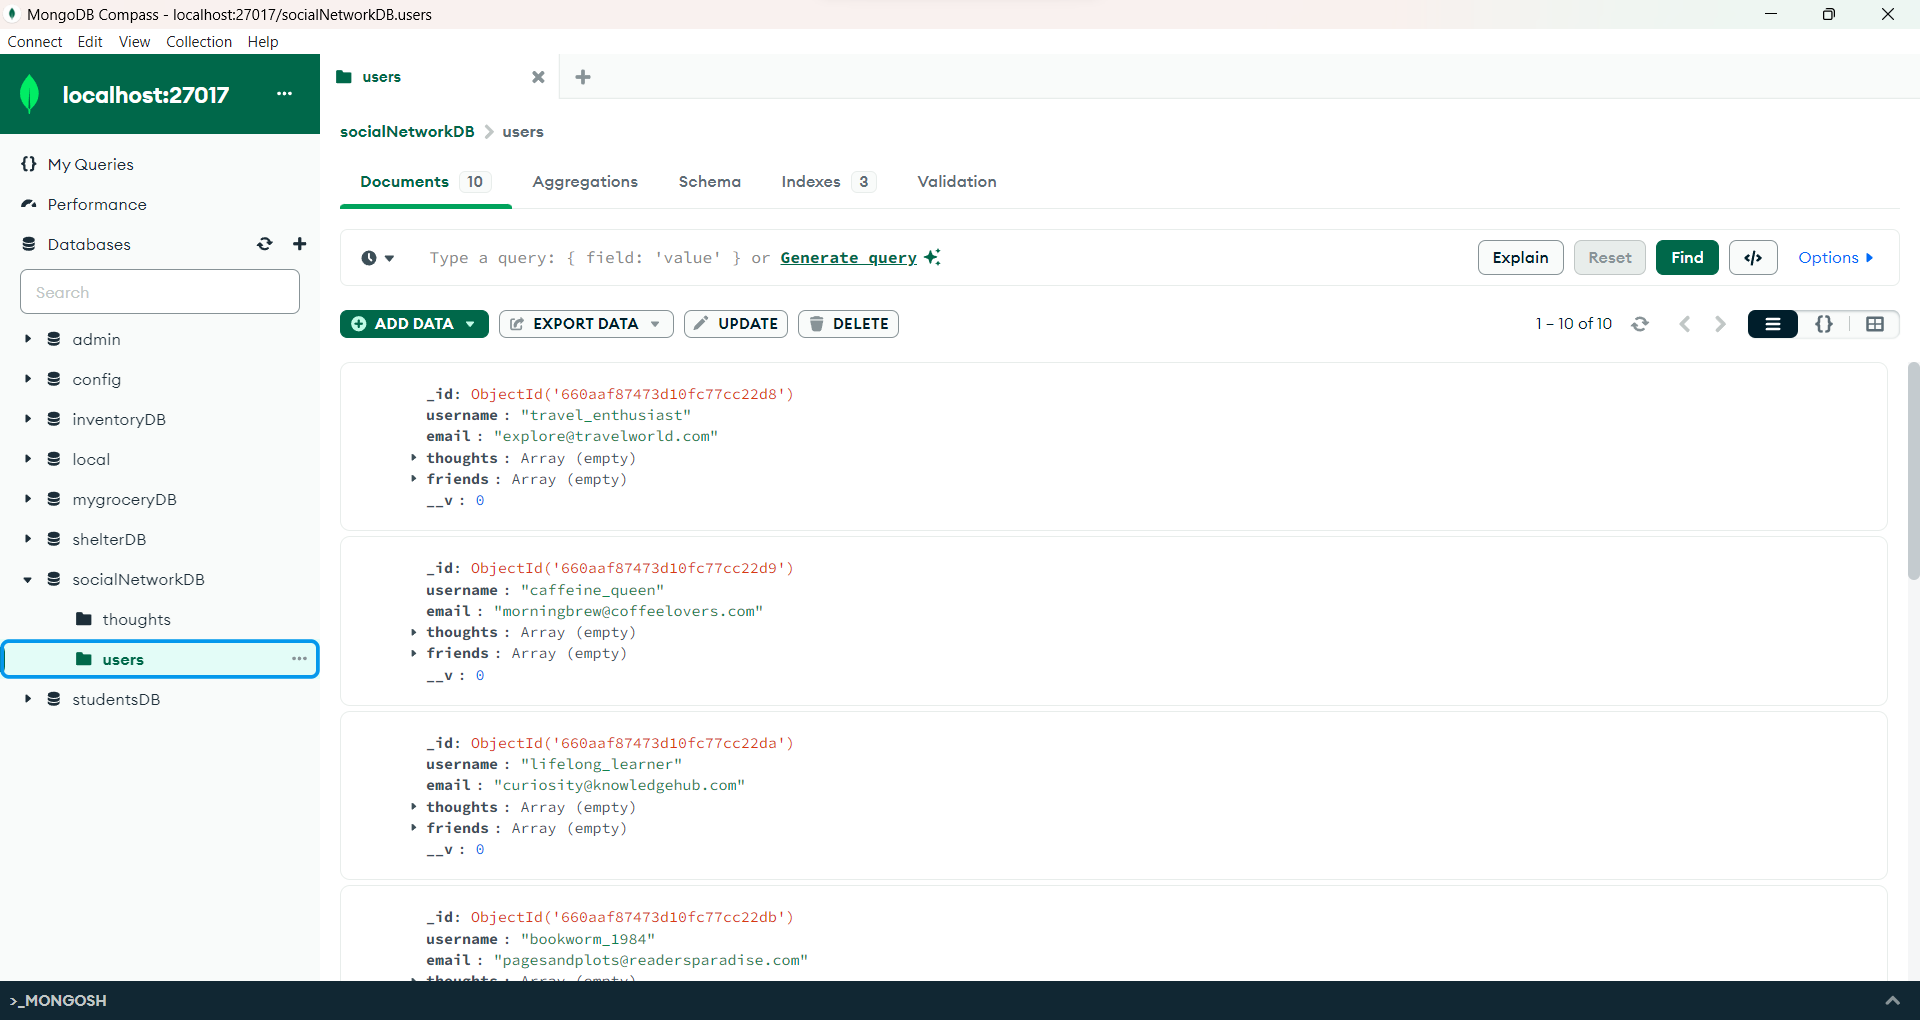 MongoDB Compass - localhost:27017/socialNetworkDB.users
Connect Edit View Collection Help
localhost:27017 ...
My Queries
Performance
Databases
Search
admin
config
inventoryDB
local
mygroceryDB
shelterDB
socialNetworkDB
thoughts
users ...
studentsDB
users
socialNetworkDB > users
Documents 10 Aggregations Schema Indexes 3 Validation
Type a query: { field: 'value' } or Generate query
Explain Reset Find </> Options
ADD DATA EXPORT DATA UPDATE DELETE
1 – 10 of 10 {}
_id: ObjectId('660aaf87473d10fc77cc22d8')
username : "travel_enthusiast"
email : "explore@travelworld.com"
thoughts : Array (empty)
friends : Array (empty)
__v : 0
_id: ObjectId('660aaf87473d10fc77cc22d9')
username : "caffeine_queen"
email : "morningbrew@coffeelovers.com"
thoughts : Array (empty)
friends : Array (empty)
__v : 0
_id: ObjectId('660aaf87473d10fc77cc22da')
username : "lifelong_learner"
email : "curiosity@knowledgehub.com"
thoughts : Array (empty)
friends : Array (empty)
__v : 0
_id: ObjectId('660aaf87473d10fc77cc22db')
username : "bookworm_1984"
email : "pagesandplots@readersparadise.com"
thoughts : Array (empty)
>_MONGOSH